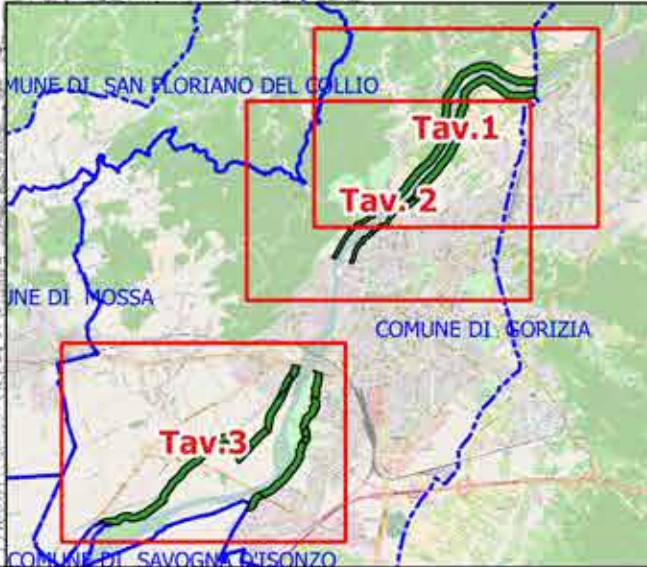 MUNE DI SAN FLORIANO DEL COLLIO
Tav.1
Tav. 2
UNE DI MOSSA
COMUNE DI GORIZIA
Tav.3
COMUNE DI SAVOGNA D'ISONZO